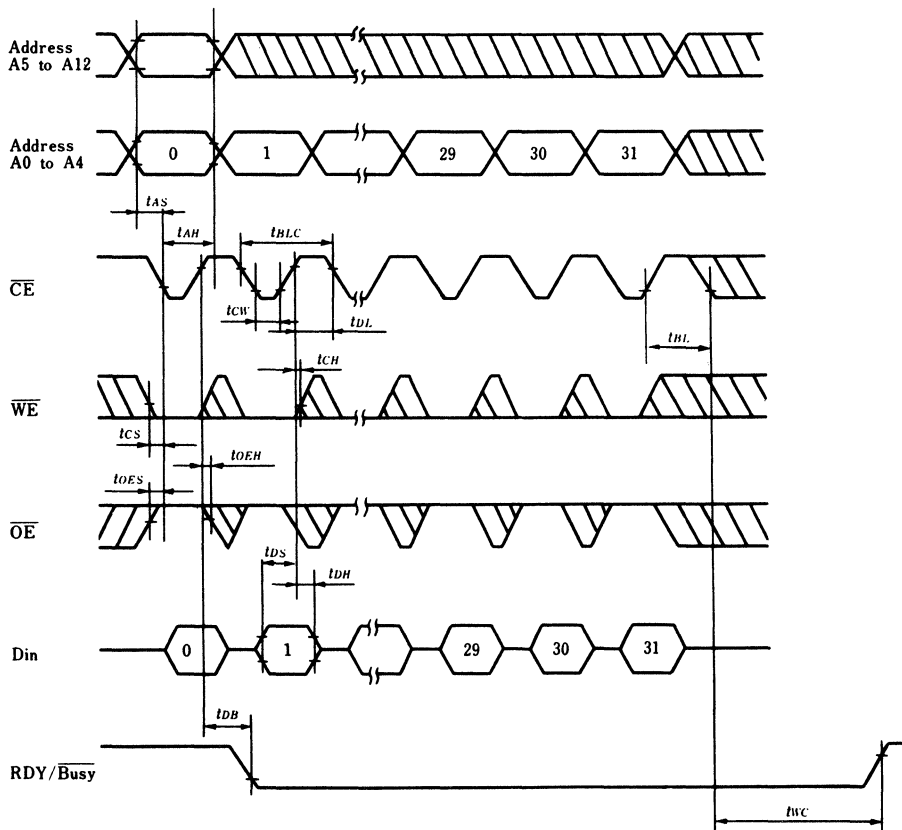 Address
A5 to A12
Address
A0 to A4
0 1 29 30 31
tAS
tAH tBLC
CE
tCW tDL tBL
tCH
WE
tCS
tOEH
tOES
OE
tDS
tDH
Din 0 1 29 30 31
tDB
RDY/Busy
tWC